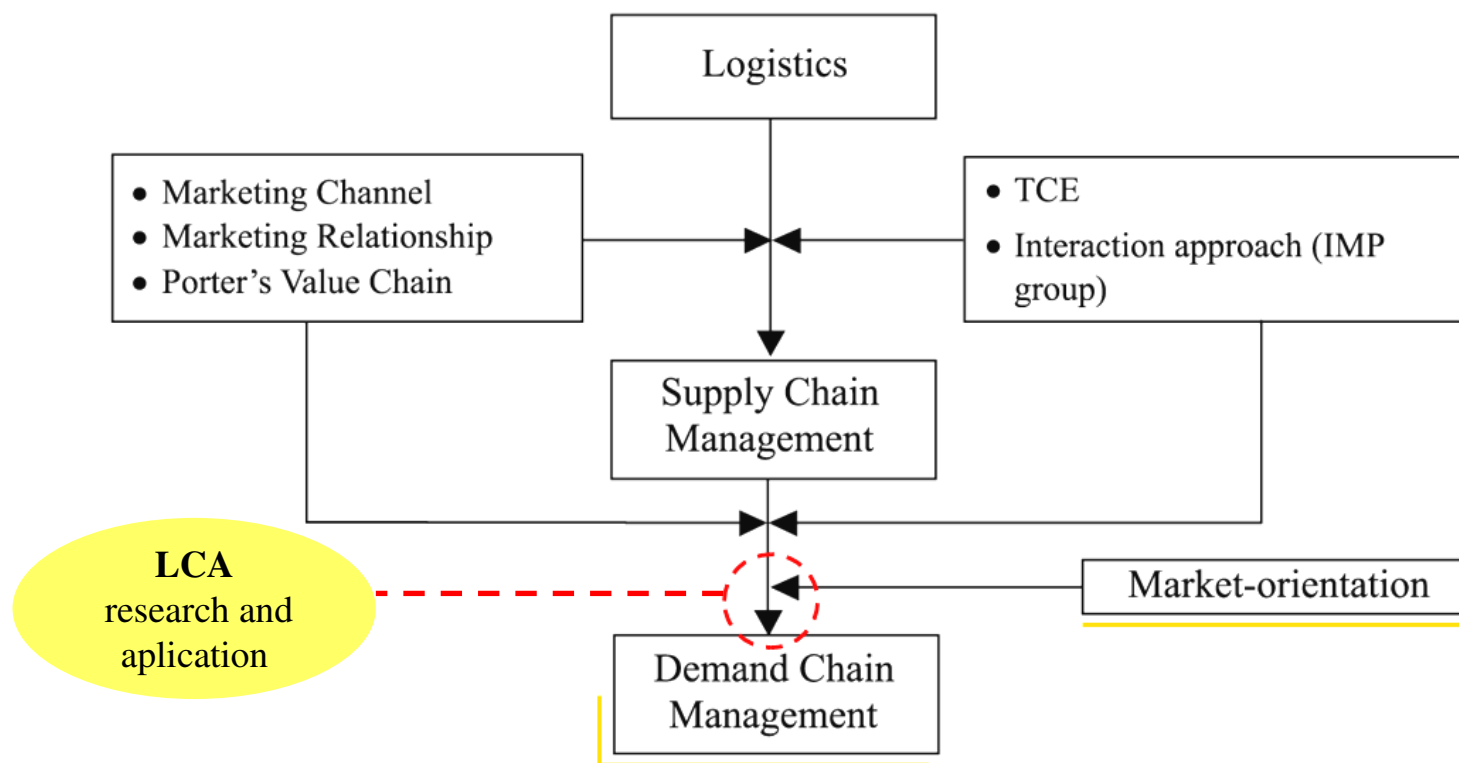 Logistics
• Marketing Channel
• Marketing Relationship
• Porter's Value Chain
• TCE
• Interaction approach (IMP
group)
Supply Chain
Management
LCA
research and
aplication
Market-orientation
Demand Chain
Management